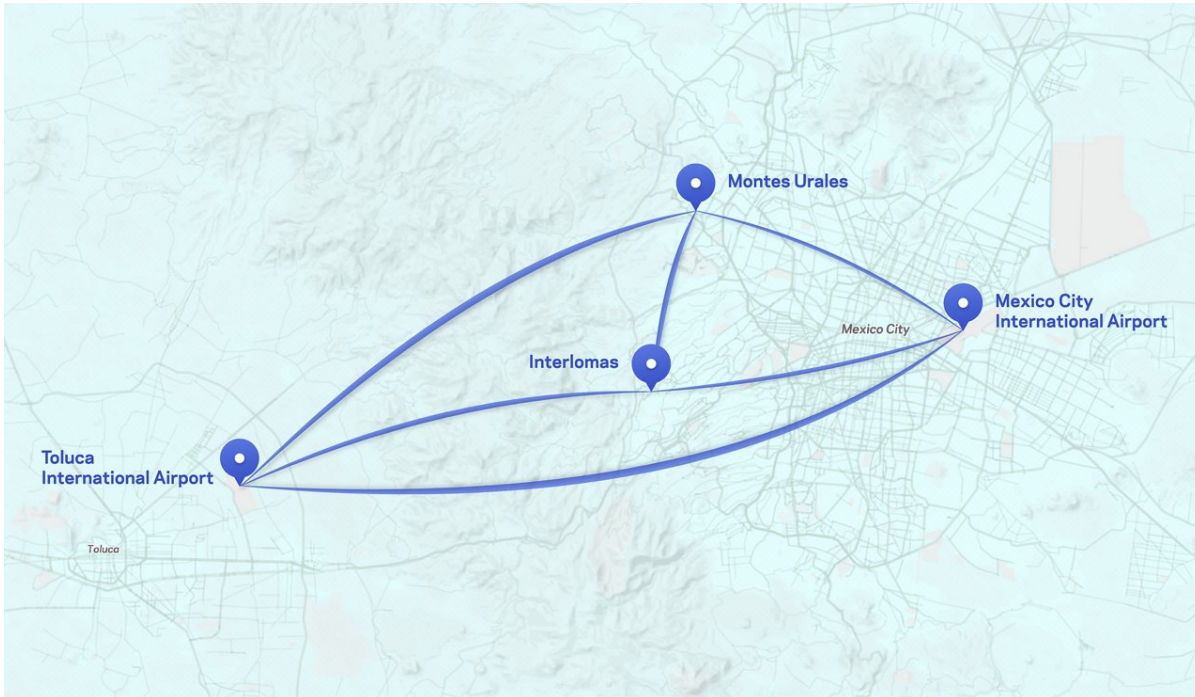 Montes Urales
Mexico City
International Airport
Mexico City
Interlomas
Toluca
International Airport
Toluca